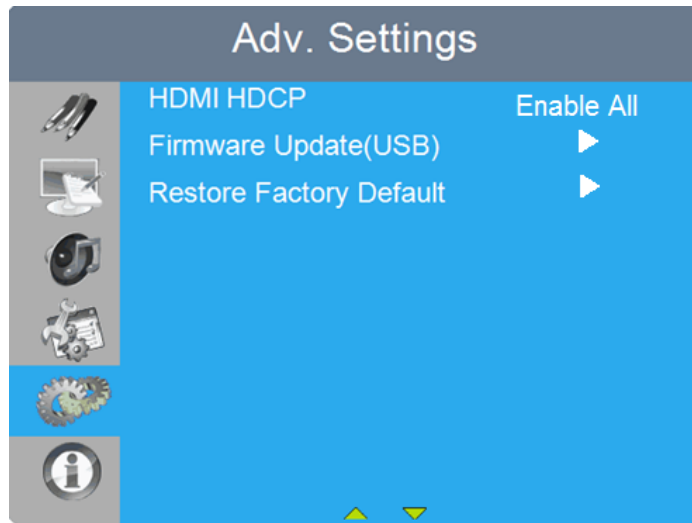 Adv. Settings
HDMI HDCP Enable All
Firmware Update(USB)
Restore Factory Default